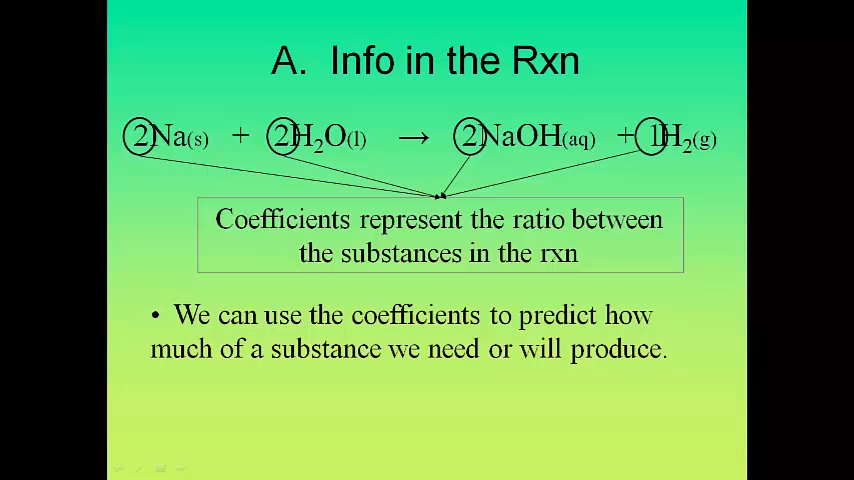 A. Info in the Rxn
2Na(s) + 2H₂O(l) → 2NaOH(aq) + 1H₂(g)
Coefficients represent the ratio between
the substances in the rxn
• We can use the coefficients to predict how
much of a substance we need or will produce.